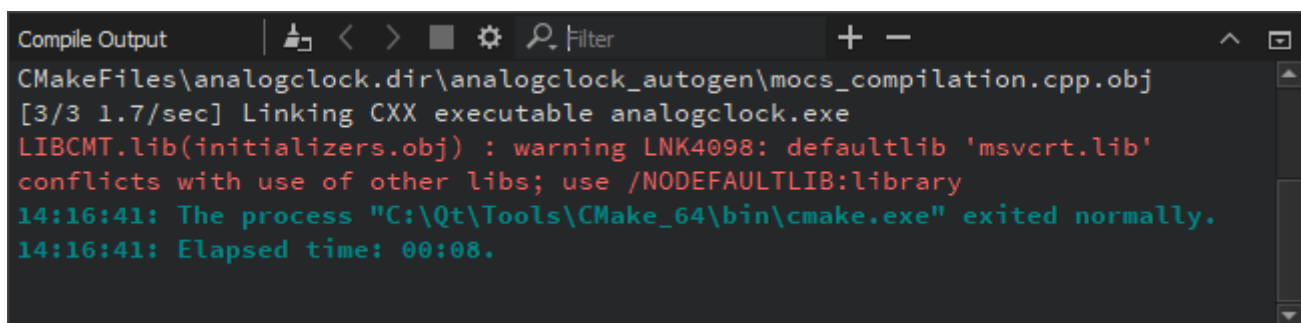 Compile Output
Filter
CMakeFiles\analogclock.dir\analogclock_autogen\mocs_compilation.cpp.obj
[3/3 1.7/sec] Linking CXX executable analogclock.exe
LIBCMT.lib(initializers.obj) : warning LNK4098: defaultlib 'msvcrt.lib'
conflicts with use of other libs; use /NODEFAULTLIB:library
14:16:41: The process "C:\Qt\Tools\CMake_64\bin\cmake.exe" exited normally.
14:16:41: Elapsed time: 00:08.